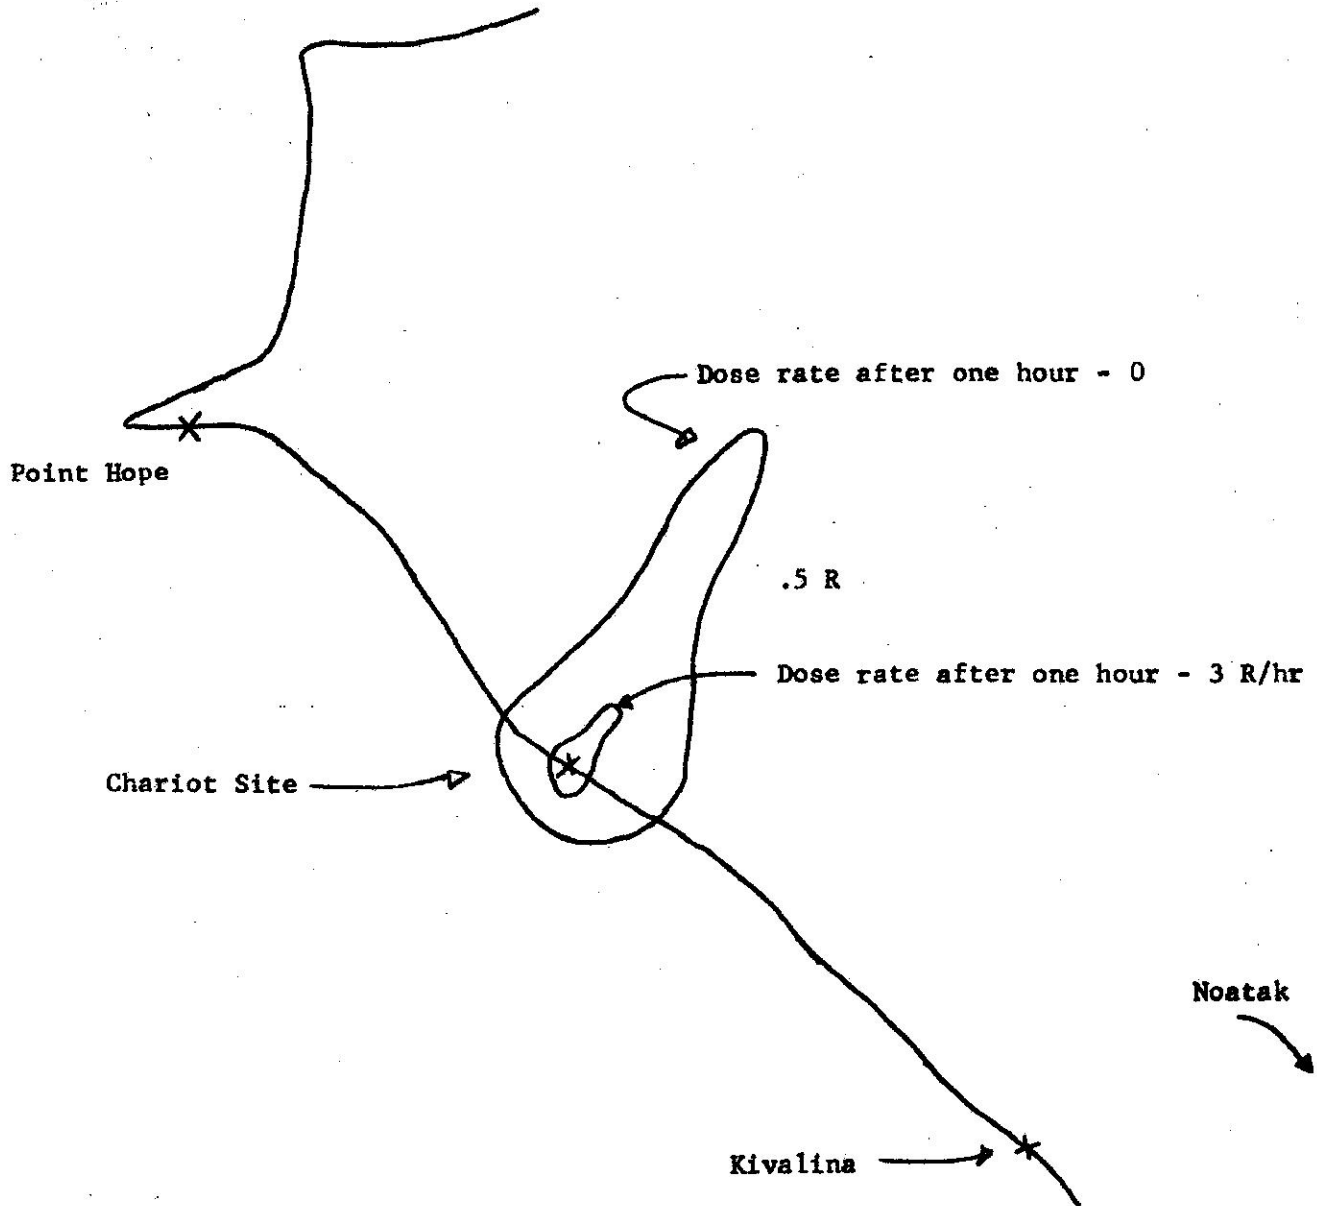 Dose rate after one hour - 0
Point Hope
.5 R
Dose rate after one hour - 3 R/hr
Chariot Site
Noatak
Kivalina